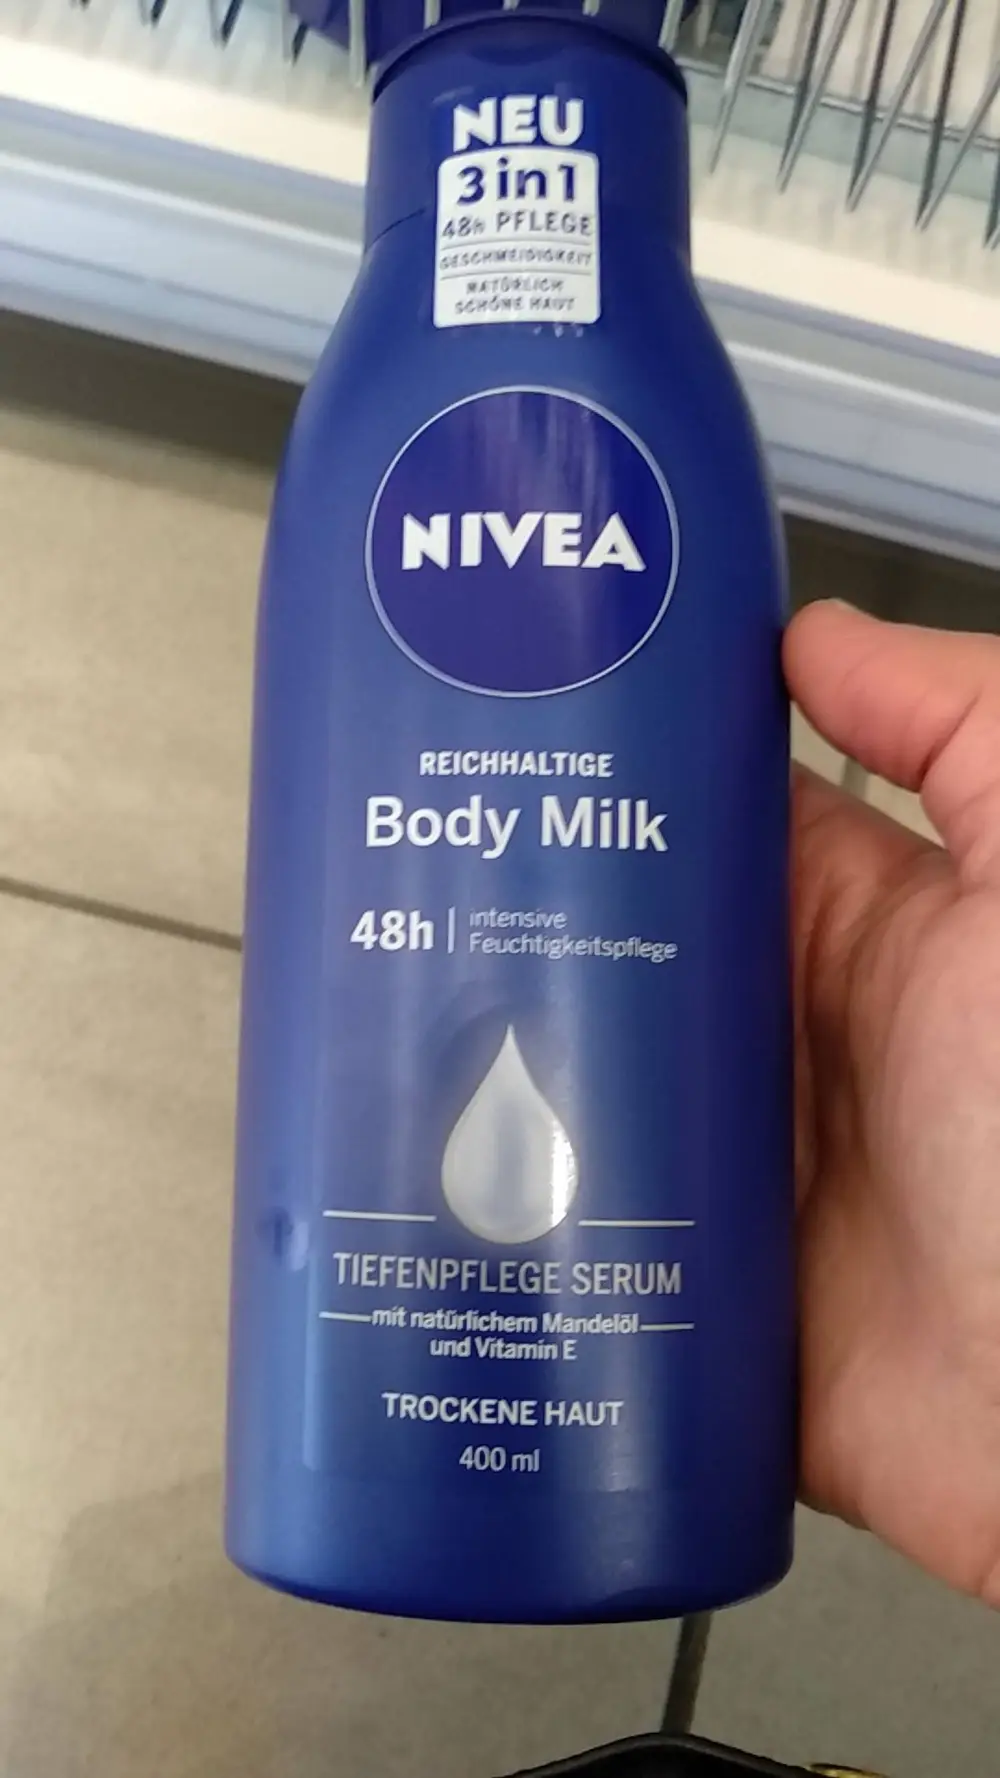 NEU
3 in 1
48h PFLEGE
GESCHMEIDIGKEIT
NATÜRLICH
SCHÖNE HAUT
NIVEA
REICHHALTIGE
Body Milk
48h | intensive
Feuchtigkeitspflege
TIEFENPFLEGE SERUM
mit natürlichem Mandelöl
und Vitamin E
TROCKENE HAUT
400 ml